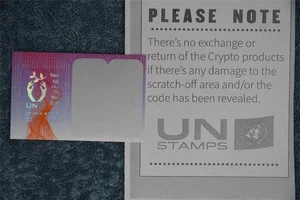 PLEASE NOTE
There's no exchange or
return of the Crypto products
if there's any damage to the
scratch-off area and/or the
code has been revealed.
UN
STAMPS
UN